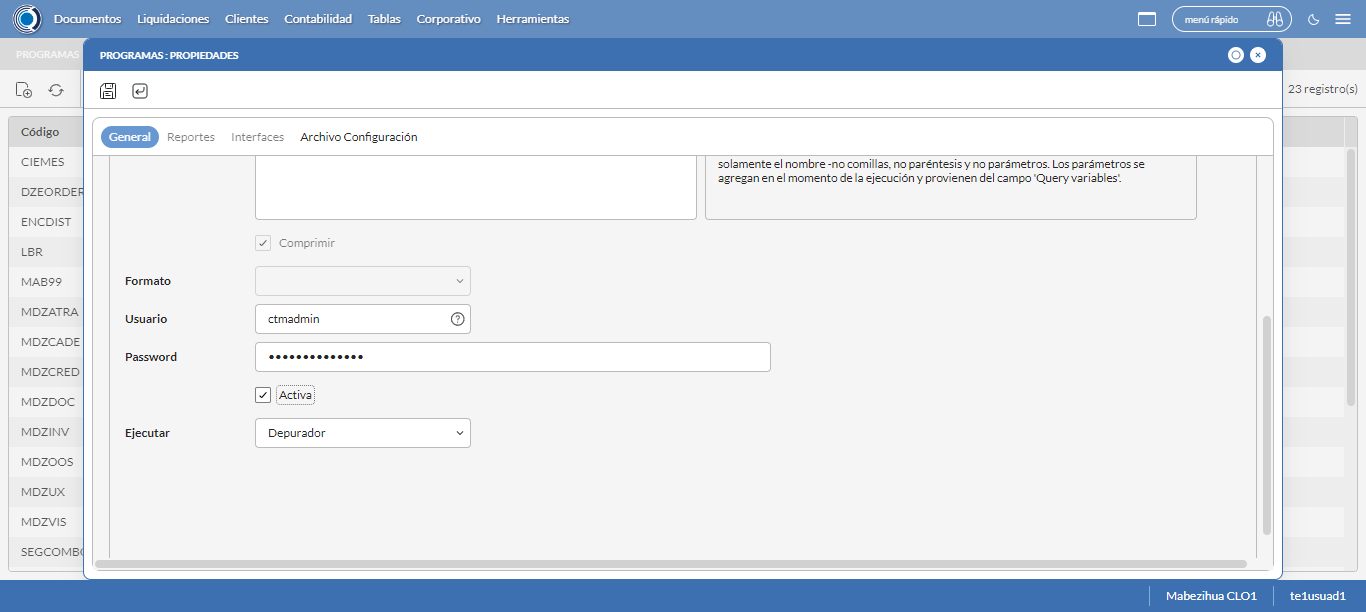 Documentos Liquidaciones Clientes Contabilidad Tablas Corporativo Herramientas menú rápido
PROGRAMAS
PROGRAMAS : PROPIEDADES
23 registro(s)
General Reportes Interfaces Archivo Configuración
Código
CIEMES
DZEORDER
ENCDIST
LBR
MAB99
MDZATRA
MDZCADE
MDZCRED
MDZDOC
MDZINV
MDZOOS
MDZUX
MDZVIS
SEGCOMBO
solamente el nombre -no comillas, no paréntesis y no parámetros. Los parámetros se
agregan en el momento de la ejecución y provienen del campo 'Query variables'.
Comprimir
Formato
Usuario ctmadmin
Password ••••••••••••••
Activa
Ejecutar Depurador
Mabezihua CLO1 te1usuad1